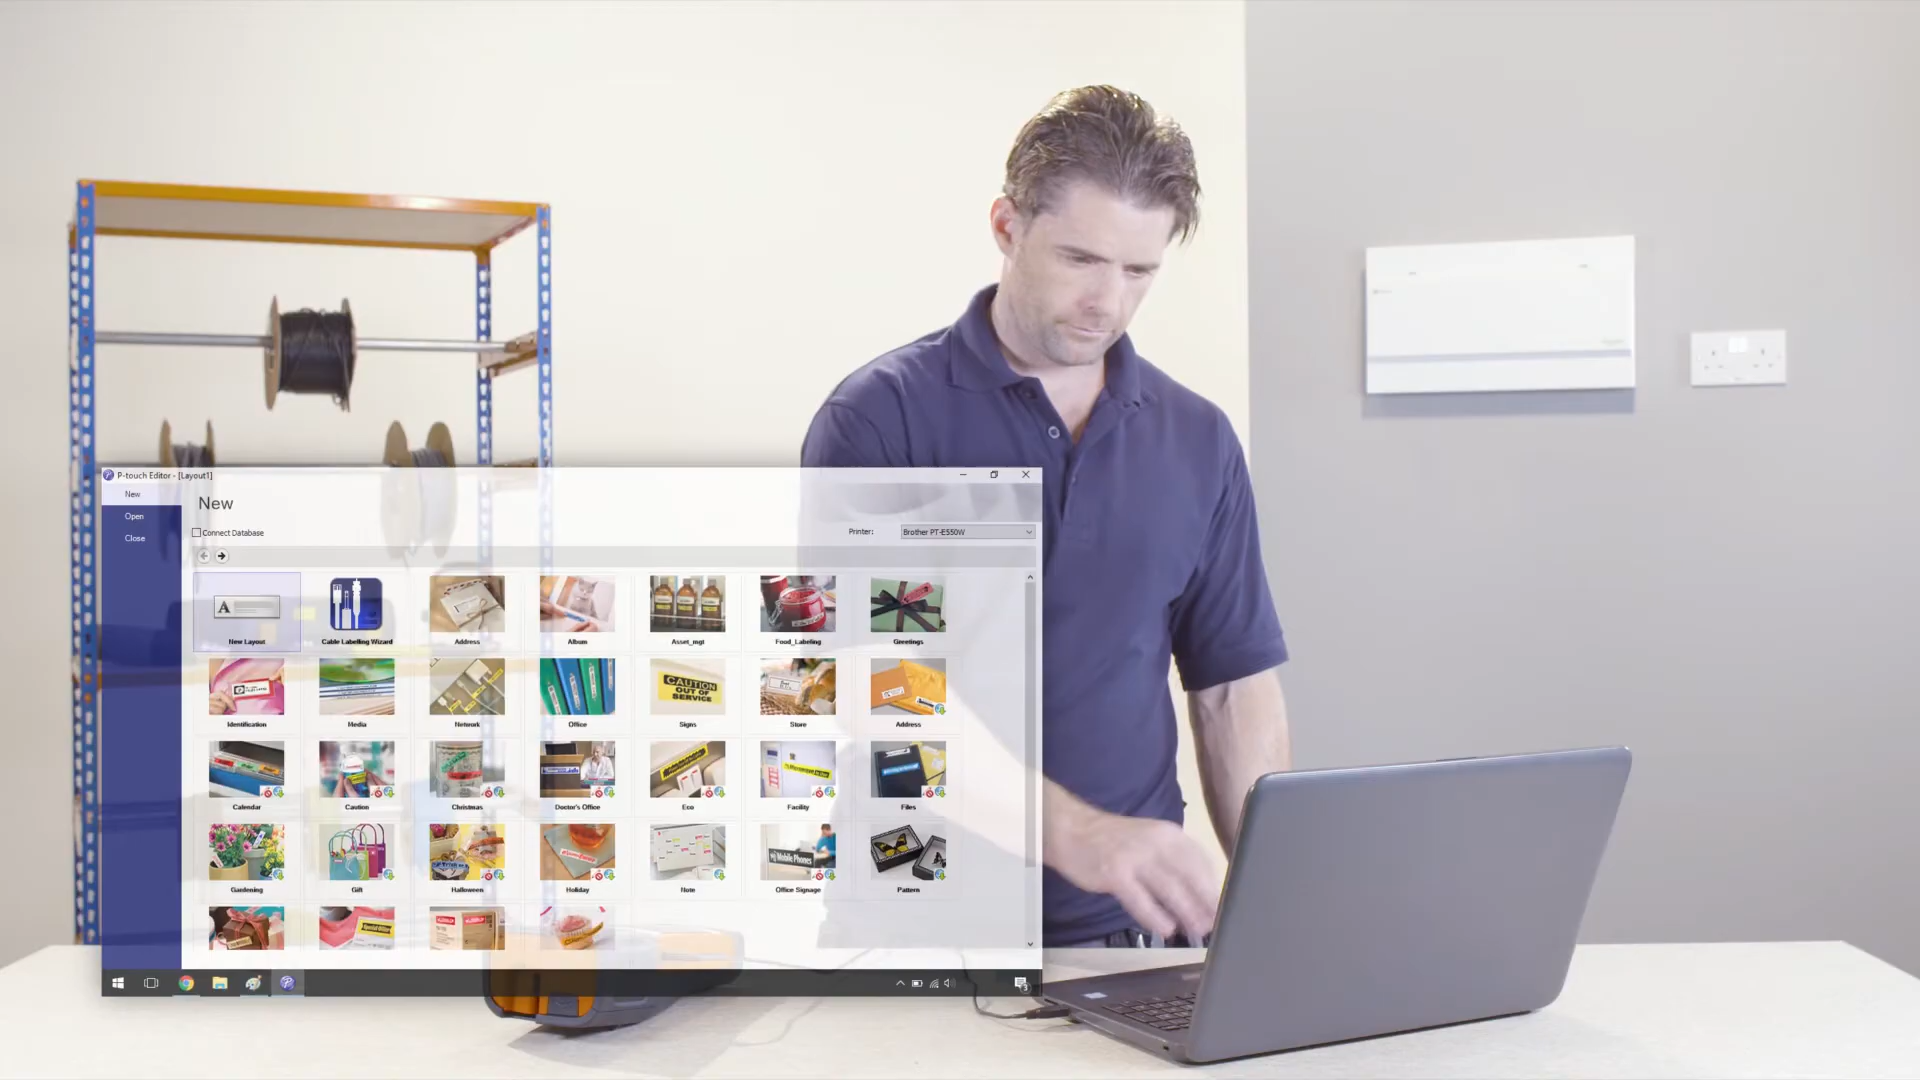 P-touch Editor - [Layout1]
New
Open
Close
New
Connect Database
Printer:
Brother PT-E550W
New Layout
Cable Labelling Wizard
Address
Album
Asset_mgt
Food_Labeling
Greetings
Identification
Media
Network
Office
CAUTION
OUT OF
SERVICE
Signs
Store
Address
Calendar
Caution
Christmas
Doctor's Office
Eco
Facility
Files
Gardening
Gift
Halloween
Holiday
Note
Mobile Phones
Office Signage
Pattern
3